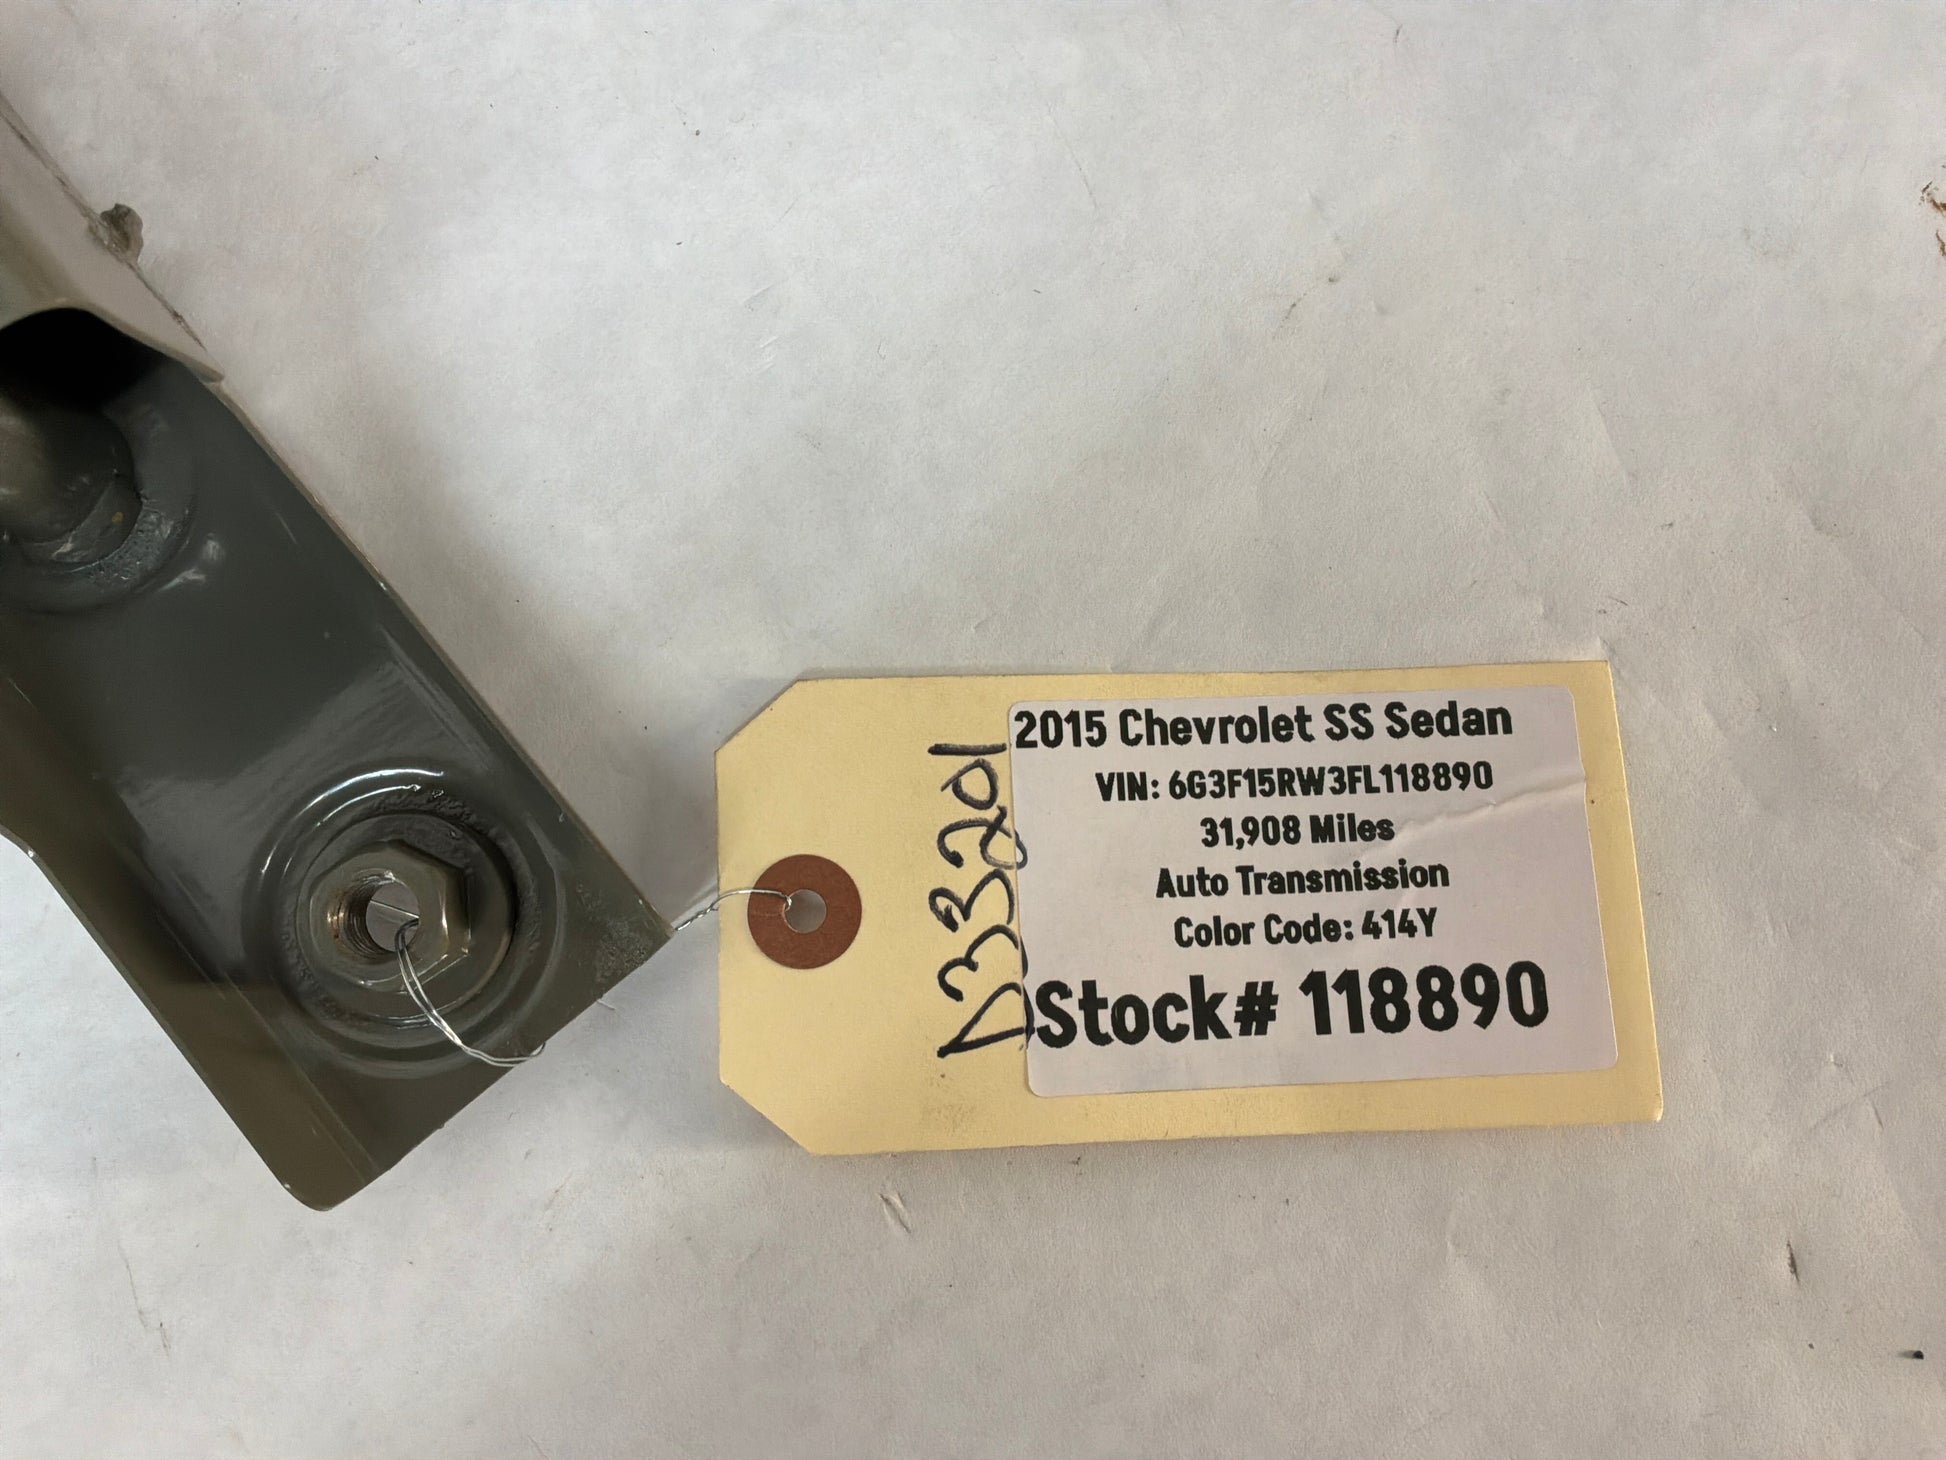 2015 Chevrolet SS Sedan
VIN: 6G3F15RW3FL118890
31,908 Miles
Auto Transmission
Color Code: 414Y
Stock# 118890
D33201